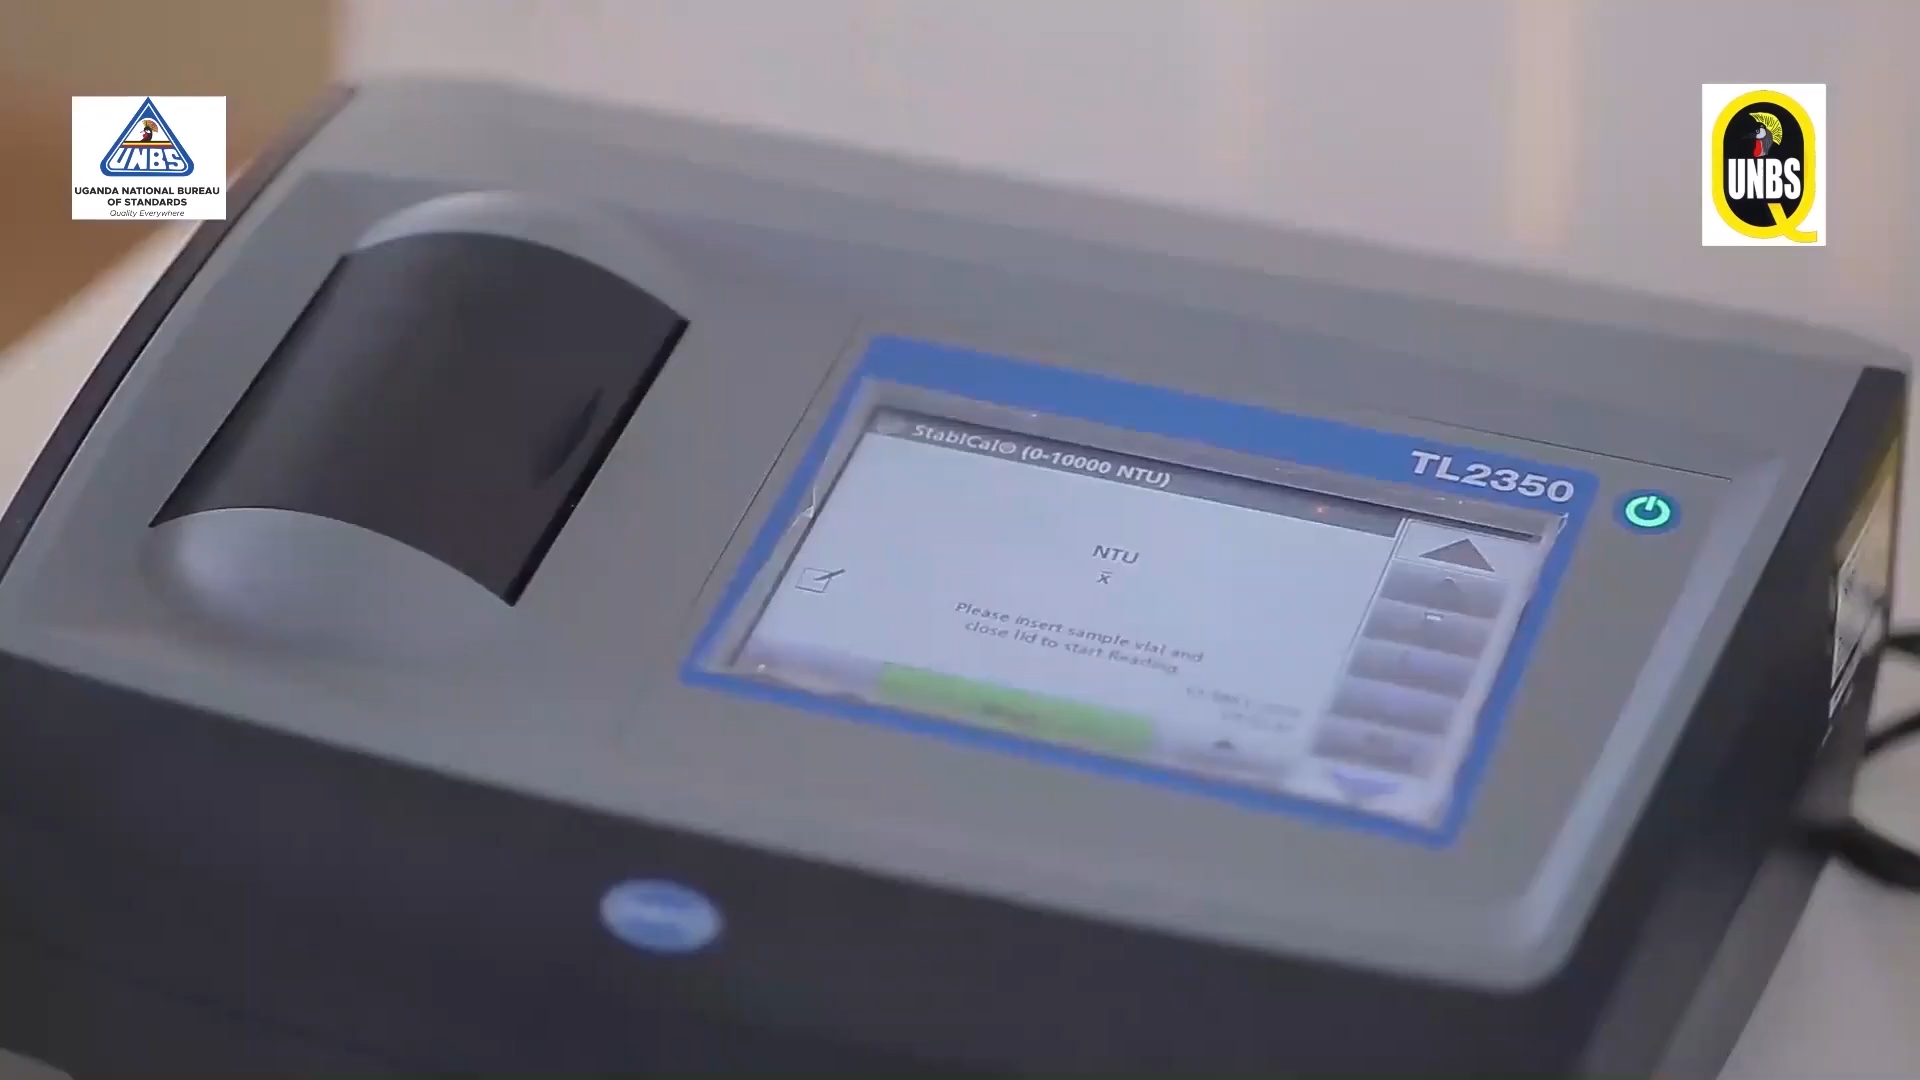 UNBS
UGANDA NATIONAL BUREAU
OF STANDARDS
Quality Everywhere
UNBS
TL2350
StablCal® (0-10000 NTU)
NTU
x̄
Please insert sample vial and
close lid to start Reading.